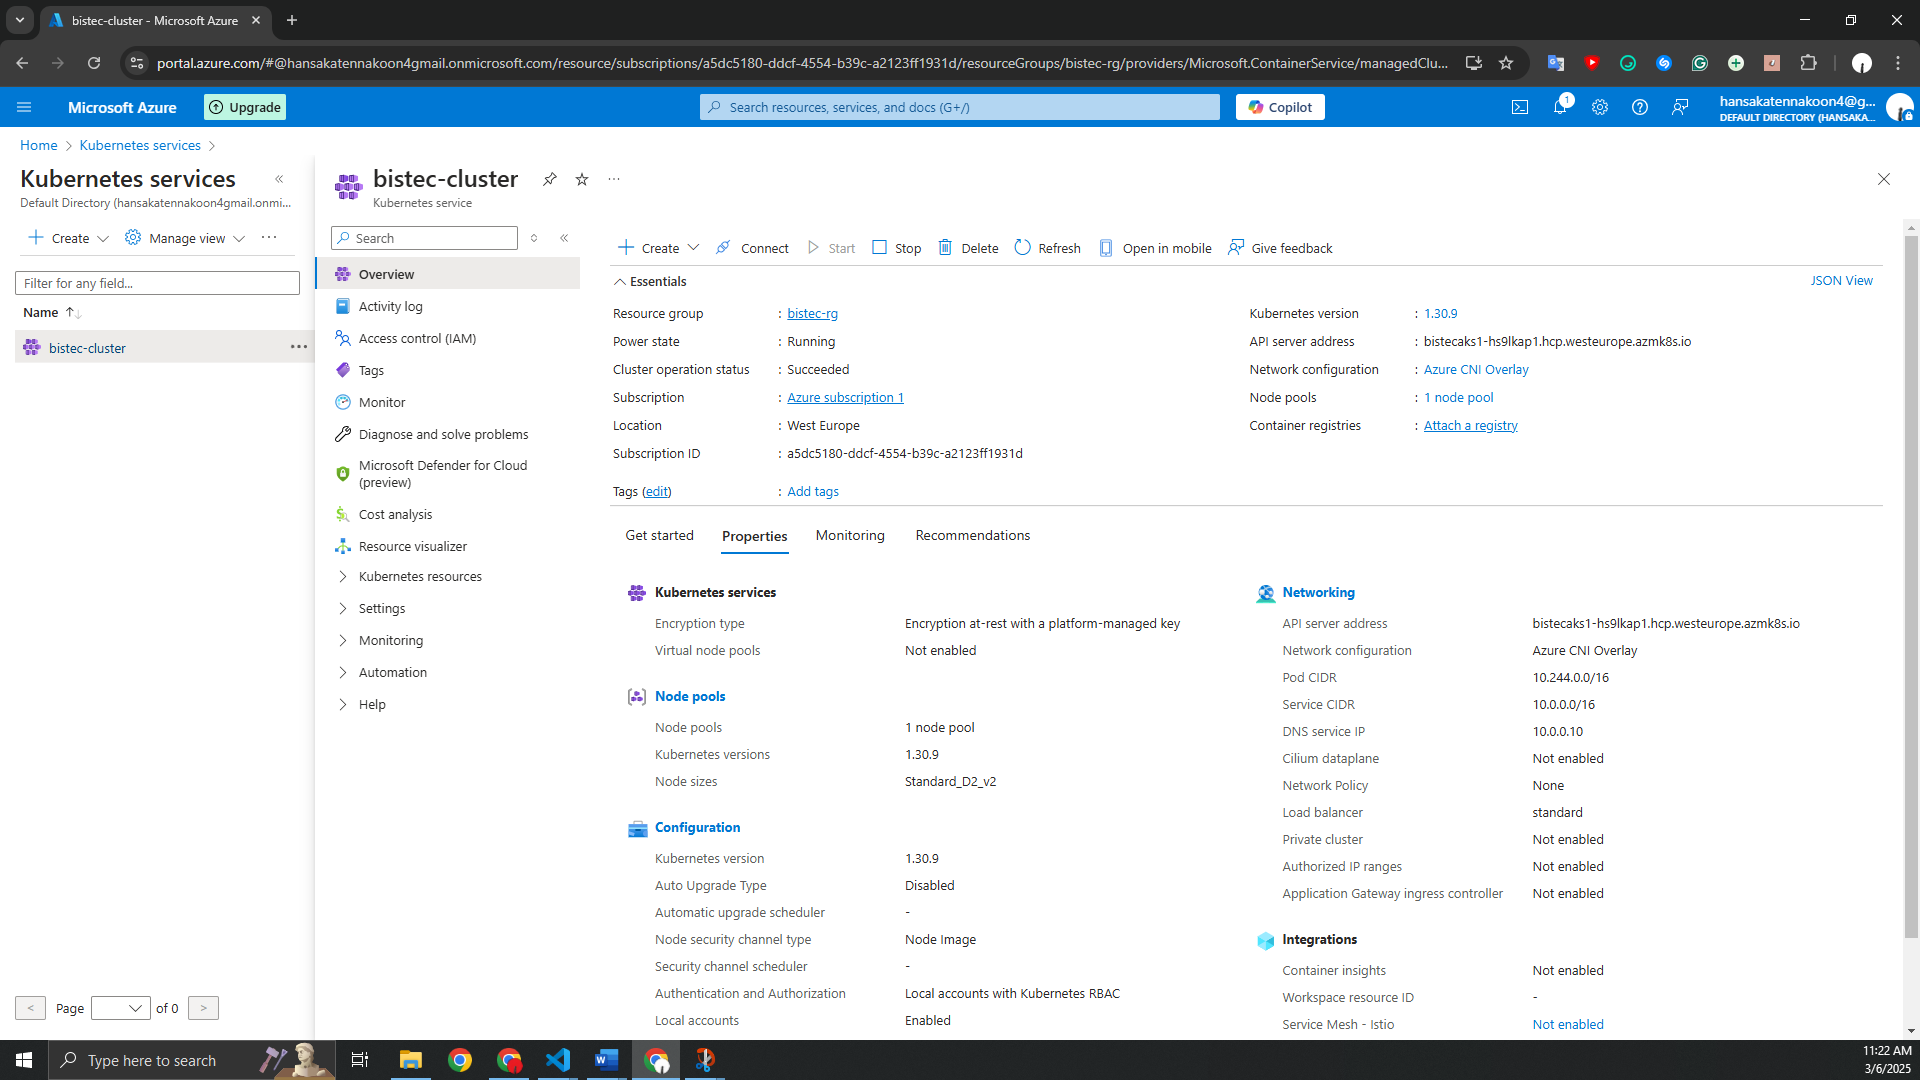 bistec-cluster - Microsoft Azure
portal.azure.com/#@hansakatennakoon4gmail.onmicrosoft.com/resource/subscriptions/a5dc5180-ddcf-4554-b39c-a2123ff1931d/resourceGroups/bistec-rg/providers/Microsoft.ContainerService/managedClu...
Microsoft Azure
Upgrade
Search resources, services, and docs (G+/)
Copilot
1
hansakatennakoon4@g...
DEFAULT DIRECTORY (HANSAKA...
Home > Kubernetes services >
Kubernetes services
Default Directory (hansakatennakoon4gmail.onmi...
Create
Manage view
Filter for any field...
Name
bistec-cluster
Page
of 0
bistec-cluster
Kubernetes service
Search
Overview
Activity log
Access control (IAM)
Tags
Monitor
Diagnose and solve problems
Microsoft Defender for Cloud
(preview)
Cost analysis
Resource visualizer
Kubernetes resources
Settings
Monitoring
Automation
Help
Create
Connect
Start
Stop
Delete
Refresh
Open in mobile
Give feedback
Essentials
JSON View
Resource group : bistec-rg
Power state : Running
Cluster operation status : Succeeded
Subscription : Azure subscription 1
Location : West Europe
Subscription ID : a5dc5180-ddcf-4554-b39c-a2123ff1931d
Kubernetes version : 1.30.9
API server address : bistecaks1-hs9lkap1.hcp.westeurope.azmk8s.io
Network configuration : Azure CNI Overlay
Node pools : 1 node pool
Container registries : Attach a registry
Tags (edit) : Add tags
Get started
Properties
Monitoring
Recommendations
Kubernetes services
Encryption type Encryption at-rest with a platform-managed key
Virtual node pools Not enabled
Node pools
Node pools 1 node pool
Kubernetes versions 1.30.9
Node sizes Standard_D2_v2
Configuration
Kubernetes version 1.30.9
Auto Upgrade Type Disabled
Automatic upgrade scheduler -
Node security channel type Node Image
Security channel scheduler -
Authentication and Authorization Local accounts with Kubernetes RBAC
Local accounts Enabled
Networking
API server address bistecaks1-hs9lkap1.hcp.westeurope.azmk8s.io
Network configuration Azure CNI Overlay
Pod CIDR 10.244.0.0/16
Service CIDR 10.0.0.0/16
DNS service IP 10.0.0.10
Cilium dataplane Not enabled
Network Policy None
Load balancer standard
Private cluster Not enabled
Authorized IP ranges Not enabled
Application Gateway ingress controller Not enabled
Integrations
Container insights Not enabled
Workspace resource ID -
Service Mesh - Istio Not enabled
Type here to search
11:22 AM
3/6/2025